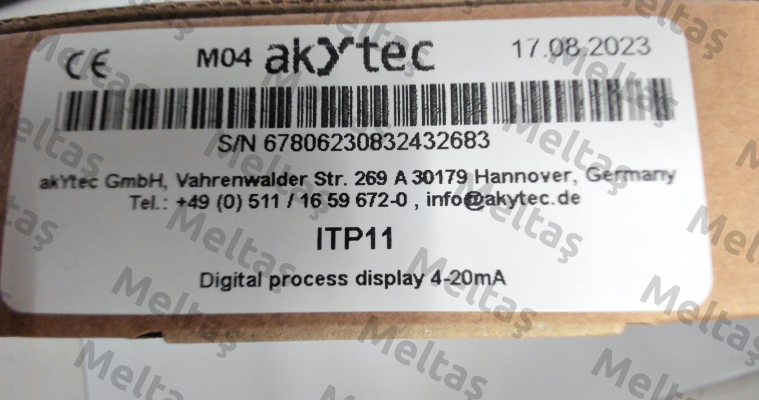 CE M04 akYtec 17.08.2023
S/N 67806230832432683
akYtec GmbH, Vahrenwalder Str. 269 A 30179 Hannover, Germany
Tel.: +49 (0) 511 / 16 59 672-0 , info@akytec.de
ITP11
Digital process display 4-20mA
Meltaş